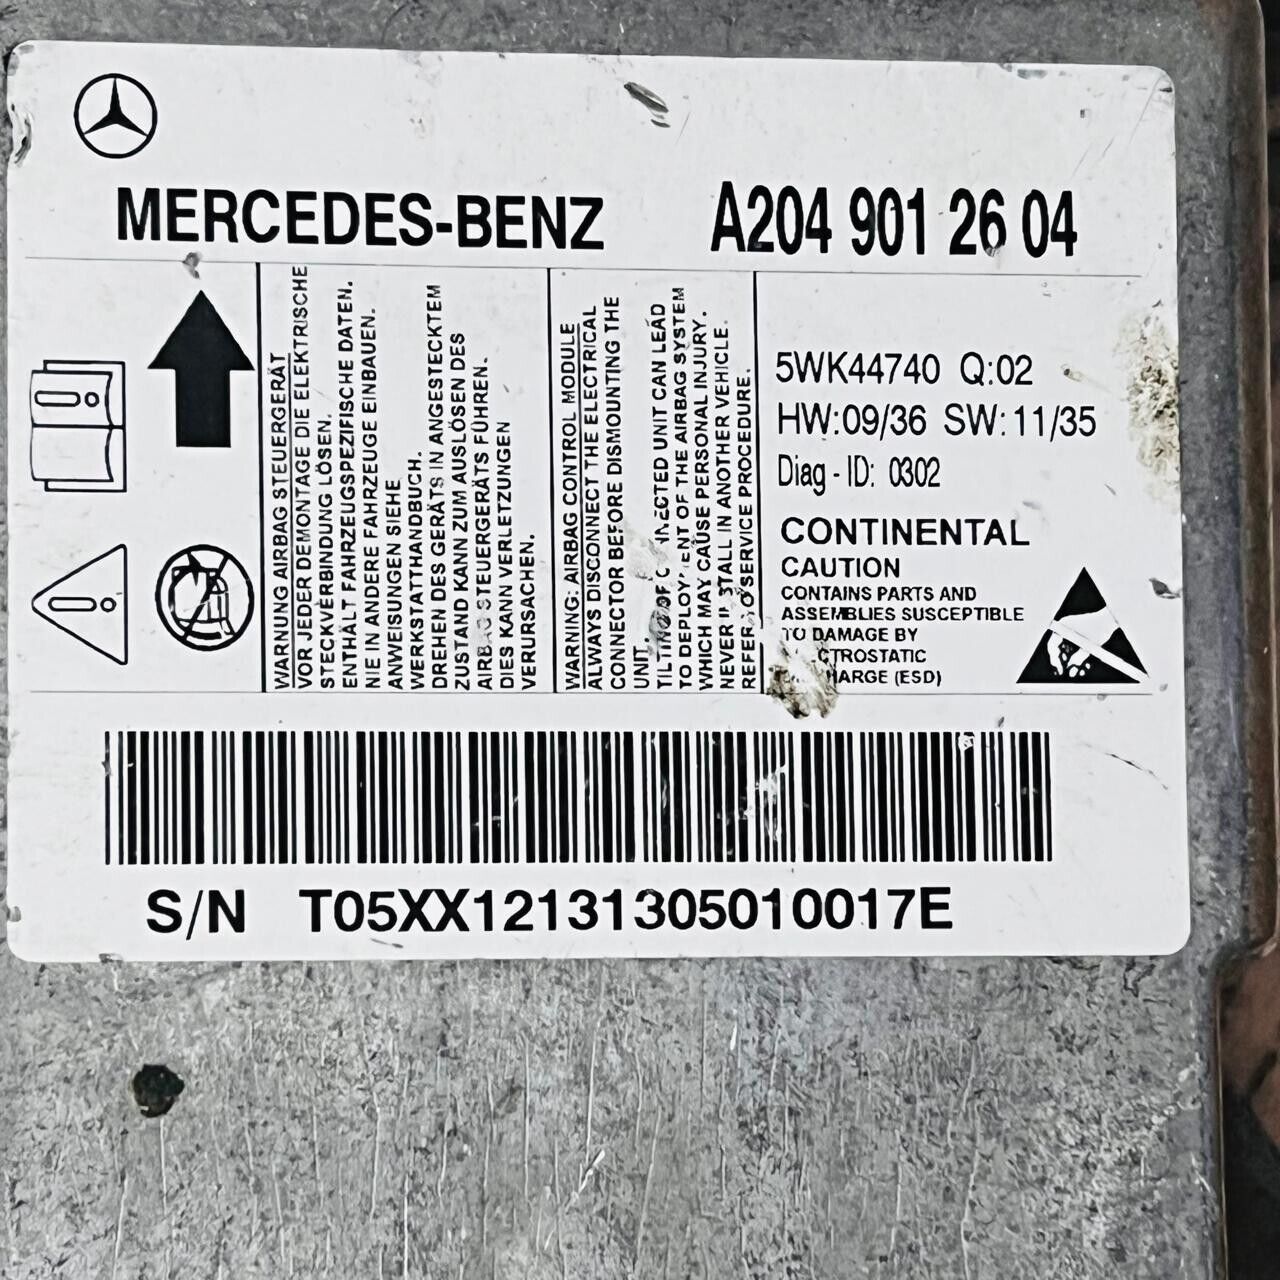 MERCEDES-BENZ A204 901 26 04
WARNUNG AIRBAG STEUERGERÄT
VOR JEDER DEMONTAGE DIE ELEKTRISCHE
STECKVERBINDUNG LÖSEN.
ENTHÄLT FAHRZEUGSPEZIFISCHE DATEN.
NIE IN ANDERE FAHRZEUGE EINBAUEN.
ANWEISUNGEN SIEHE
WERKSTATTHANDBUCH.
DREHEN DES GERÄTS IN ANGESTECKTEM
ZUSTAND KANN ZUM AUSLÖSEN DES
STEUERGERÄTS FÜHREN.
DIES KANN VERLETZUNGEN
VERURSACHEN.
WARNING: AIRBAG CONTROL MODULE
ALWAYS DISCONNECT THE ELECTRICAL
CONNECTOR BEFORE DISMOUNTING THE
UNIT.
UNIT CAN LEAD
TO OF THE AIRBAG SYSTEM
WHICH MAY CAUSE PERSONAL INJURY.
NEVER IN ANOTHER VEHICLE.
REFER TO SERVICE PROCEDURE.
5WK44740 Q:02
HW:09/36 SW:11/35
Diag - ID: 0302
CONTINENTAL
CAUTION
CONTAINS PARTS AND
ASSEMBLIES SUSCEPTIBLE
TO DAMAGE BY
(ESD)
S/N T05XX12131305010017E